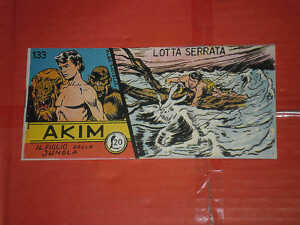 133
LOTTA SERRATA
AKIM
IL FIGLIO DELLA
JUNGLA
£20